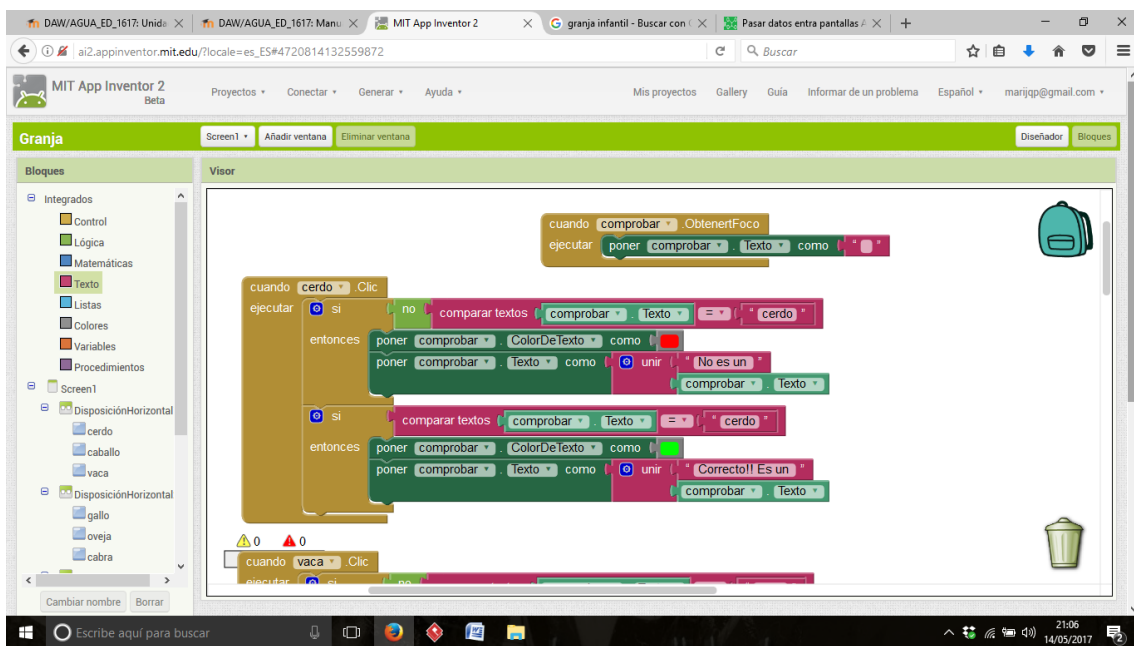 DAW/AGUA_ED_1617: Unida
DAW/AGUA_ED_1617: Manu
MIT App Inventor 2
granja infantil - Buscar con
Pasar datos entra pantallas
ai2.appinventor.mit.edu/?locale=es_ES#4720814132559872
Buscar
MIT App Inventor 2
Beta
Proyectos
Conectar
Generar
Ayuda
Mis proyectos
Gallery
Guía
Informar de un problema
Español
marijqp@gmail.com
Granja
Screen1
Añadir ventana
Eliminar ventana
Diseñador
Bloques
Bloques
Visor
Integrados
Control
Lógica
Matemáticas
Texto
Listas
Colores
Variables
Procedimientos
Screen1
DisposiciónHorizontal
cerdo
caballo
vaca
DisposiciónHorizontal
gallo
oveja
cabra
Cambiar nombre
Borrar
cuando comprobar .ObtenertFoco
ejecutar poner comprobar . Texto como " "
cuando cerdo .Clic
ejecutar si no comparar textos comprobar . Texto = " cerdo "
entonces poner comprobar . ColorDeTexto como
poner comprobar . Texto como unir " No es un "
comprobar . Texto
si comparar textos comprobar . Texto = " cerdo "
entonces poner comprobar . ColorDeTexto como
poner comprobar . Texto como unir " Correcto!! Es un "
comprobar . Texto
0 0
cuando vaca .Clic
ejecutar si no
Escribe aquí para buscar
21:06
14/05/2017
2